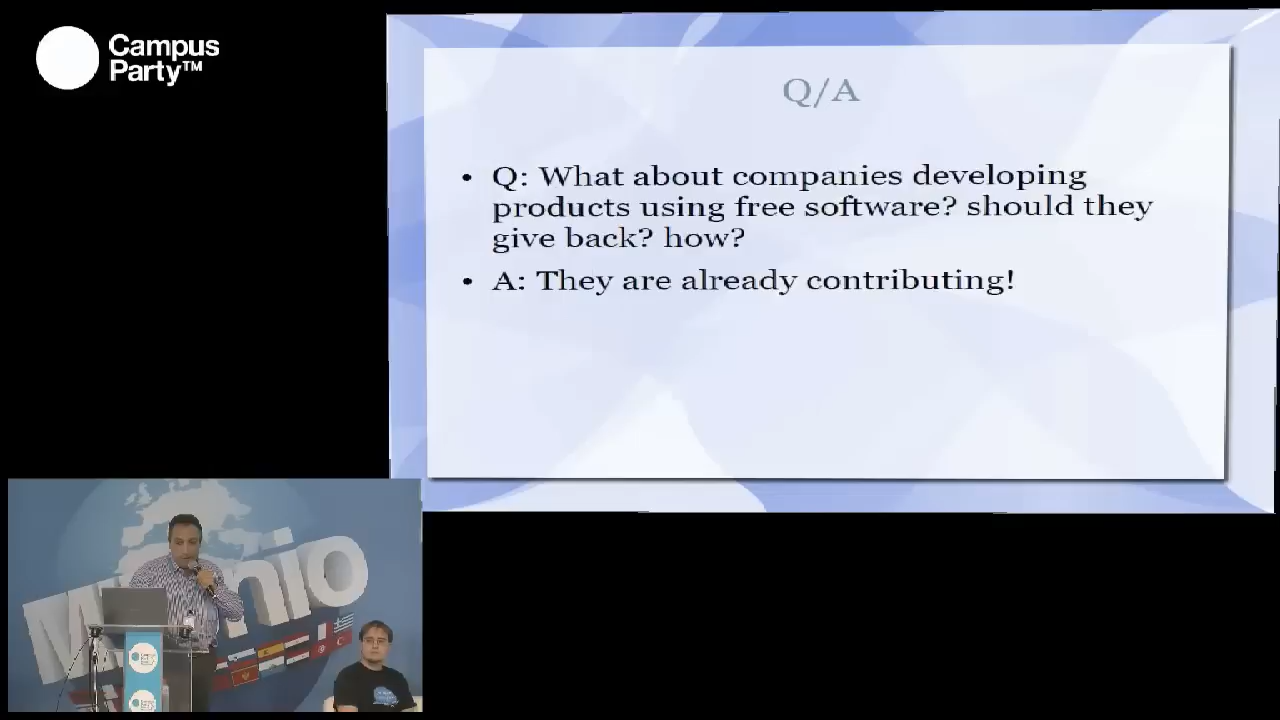 Campus
Party™
Q/A
• Q: What about companies developing
products using free software? should they
give back? how?
• A: They are already contributing!